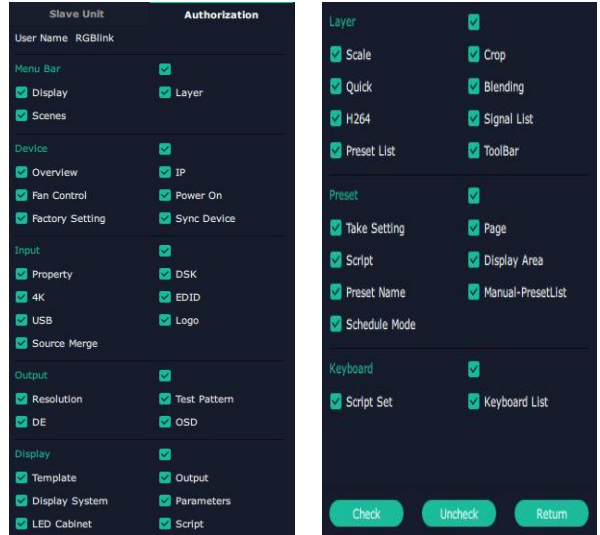 Slave Unit Authorization
User Name RGBlink
Menu Bar
Display Layer
Scenes
Device
Overview IP
Fan Control Power On
Factory Setting Sync Device
Input
Property DSK
4K EDID
USB Logo
Source Merge
Output
Resolution Test Pattern
DE OSD
Display
Template Output
Display System Parameters
LED Cabinet Script
Layer
Scale Crop
Quick Blending
H264 Signal List
Preset List ToolBar
Preset
Take Setting Page
Script Display Area
Preset Name Manual-PresetList
Schedule Mode
Keyboard
Script Set Keyboard List
Check Uncheck Return